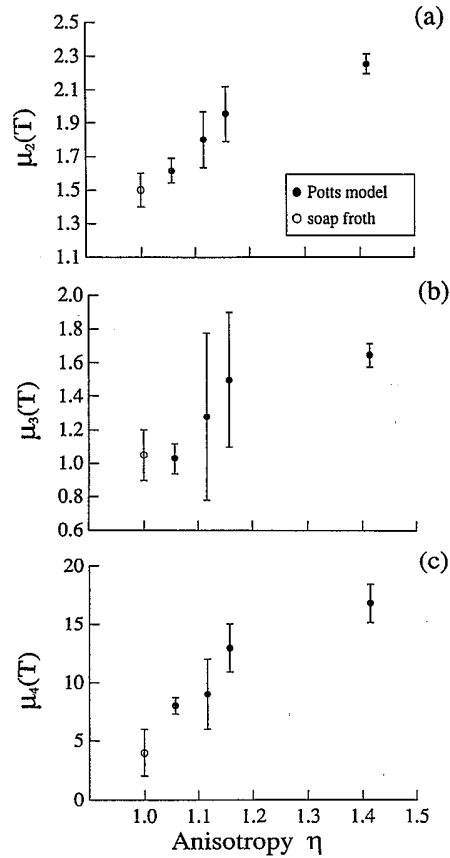 (a)
2.5
2.3
2.1
1.9
1.7
1.5
1.3
1.1
μ2(T)
Potts model
soap froth
(b)
2.0
1.8
1.6
1.4
1.2
1.0
0.8
0.6
μ3(T)
(c)
20
15
10
5
0
μ4(T)
1.0 1.1 1.2 1.3 1.4 1.5
Anisotropy η